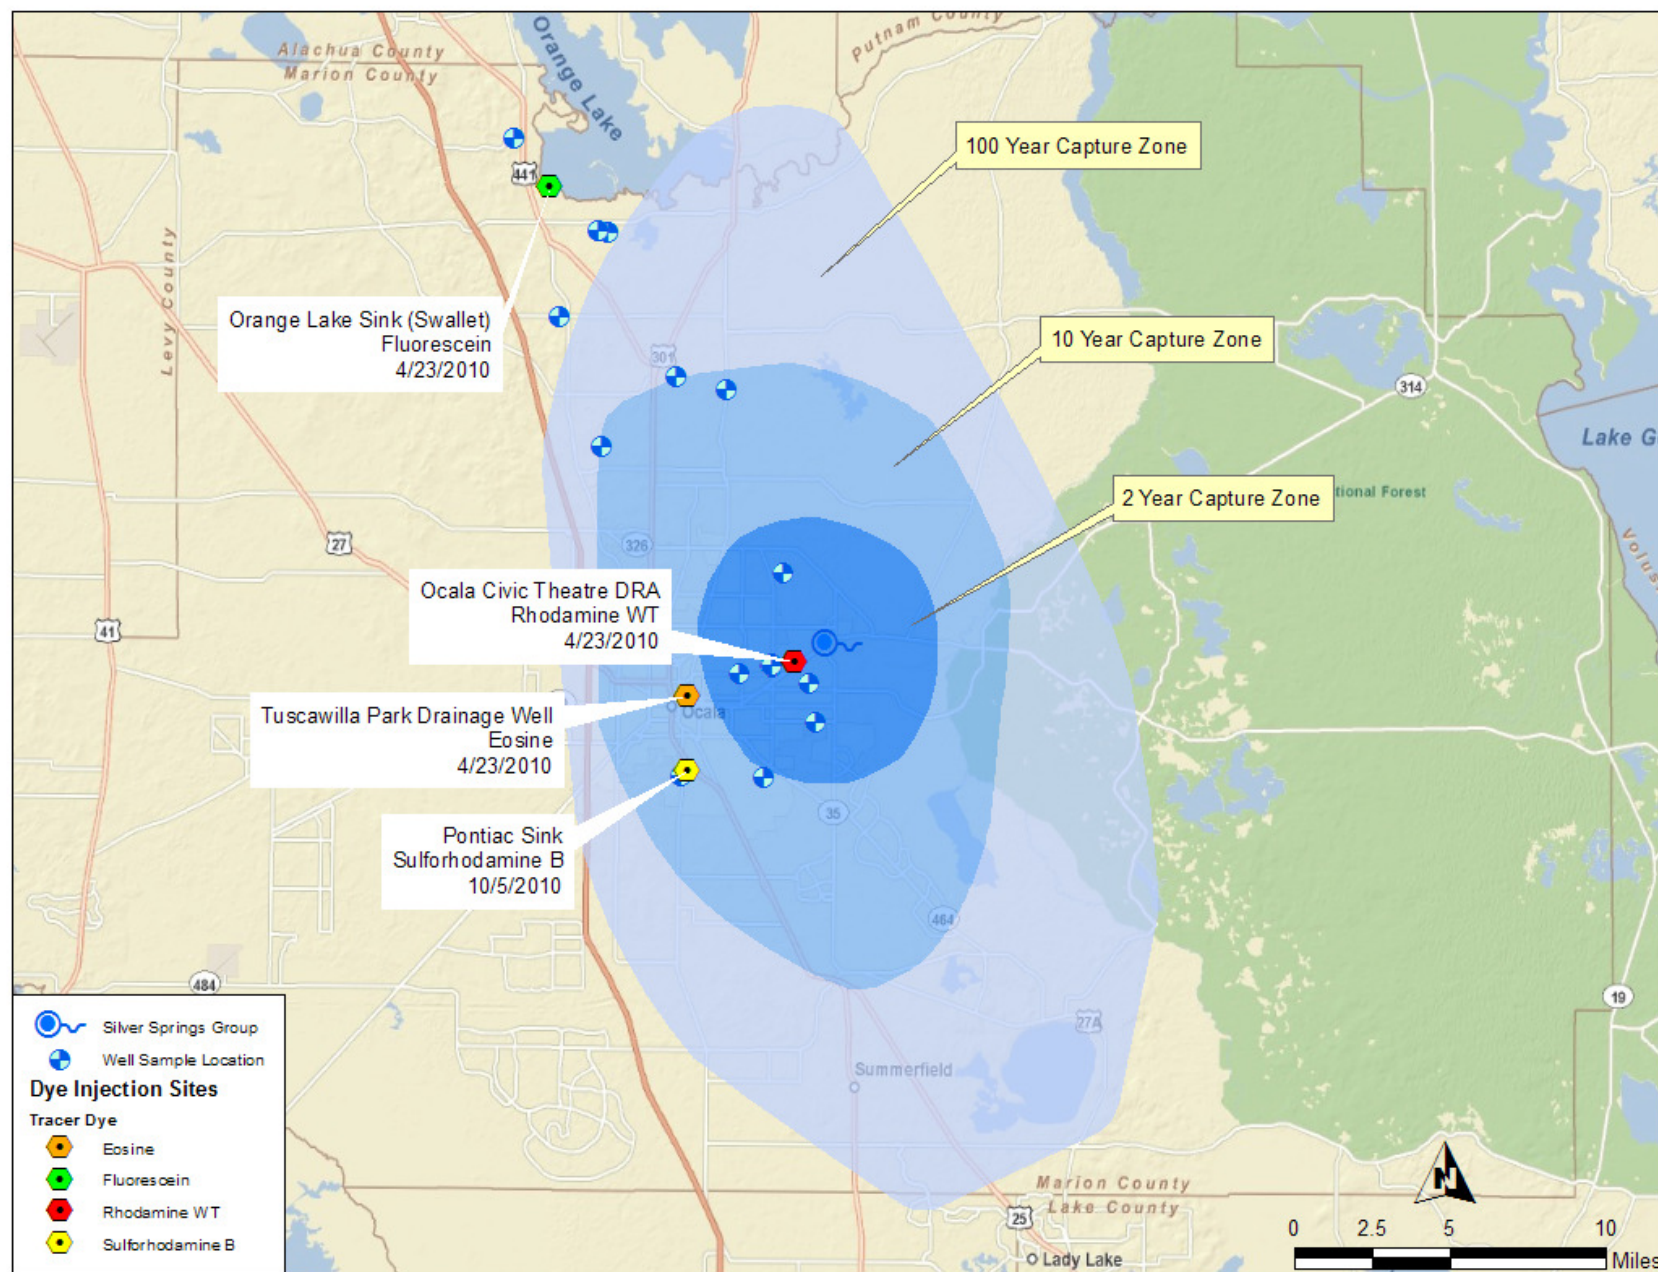 Putnam County
Alachua County
Marion County
Orange Lake
100 Year Capture Zone
441
Levy County
Orange Lake Sink (Swallet)
Fluorescein
4/23/2010
10 Year Capture Zone
301
314
Lake G
2 Year Capture Zone
tional Forest
27
326
Volus
Ocala Civic Theatre DRA
Rhodamine WT
4/23/2010
41
Tuscawilla Park Drainage Well
Eosine
4/23/2010
Ocala
Pontiac Sink
Sulforhodamine B
10/5/2010
35
464
484
19
27A
Summerfield
Silver Springs Group
Well Sample Location
Dye Injection Sites
Tracer Dye
Eosine
Fluorescein
Rhodamine WT
Sulforhodamine B
Marion County
Lake County
25
Lady Lake
N
0 2.5 5 10
Miles